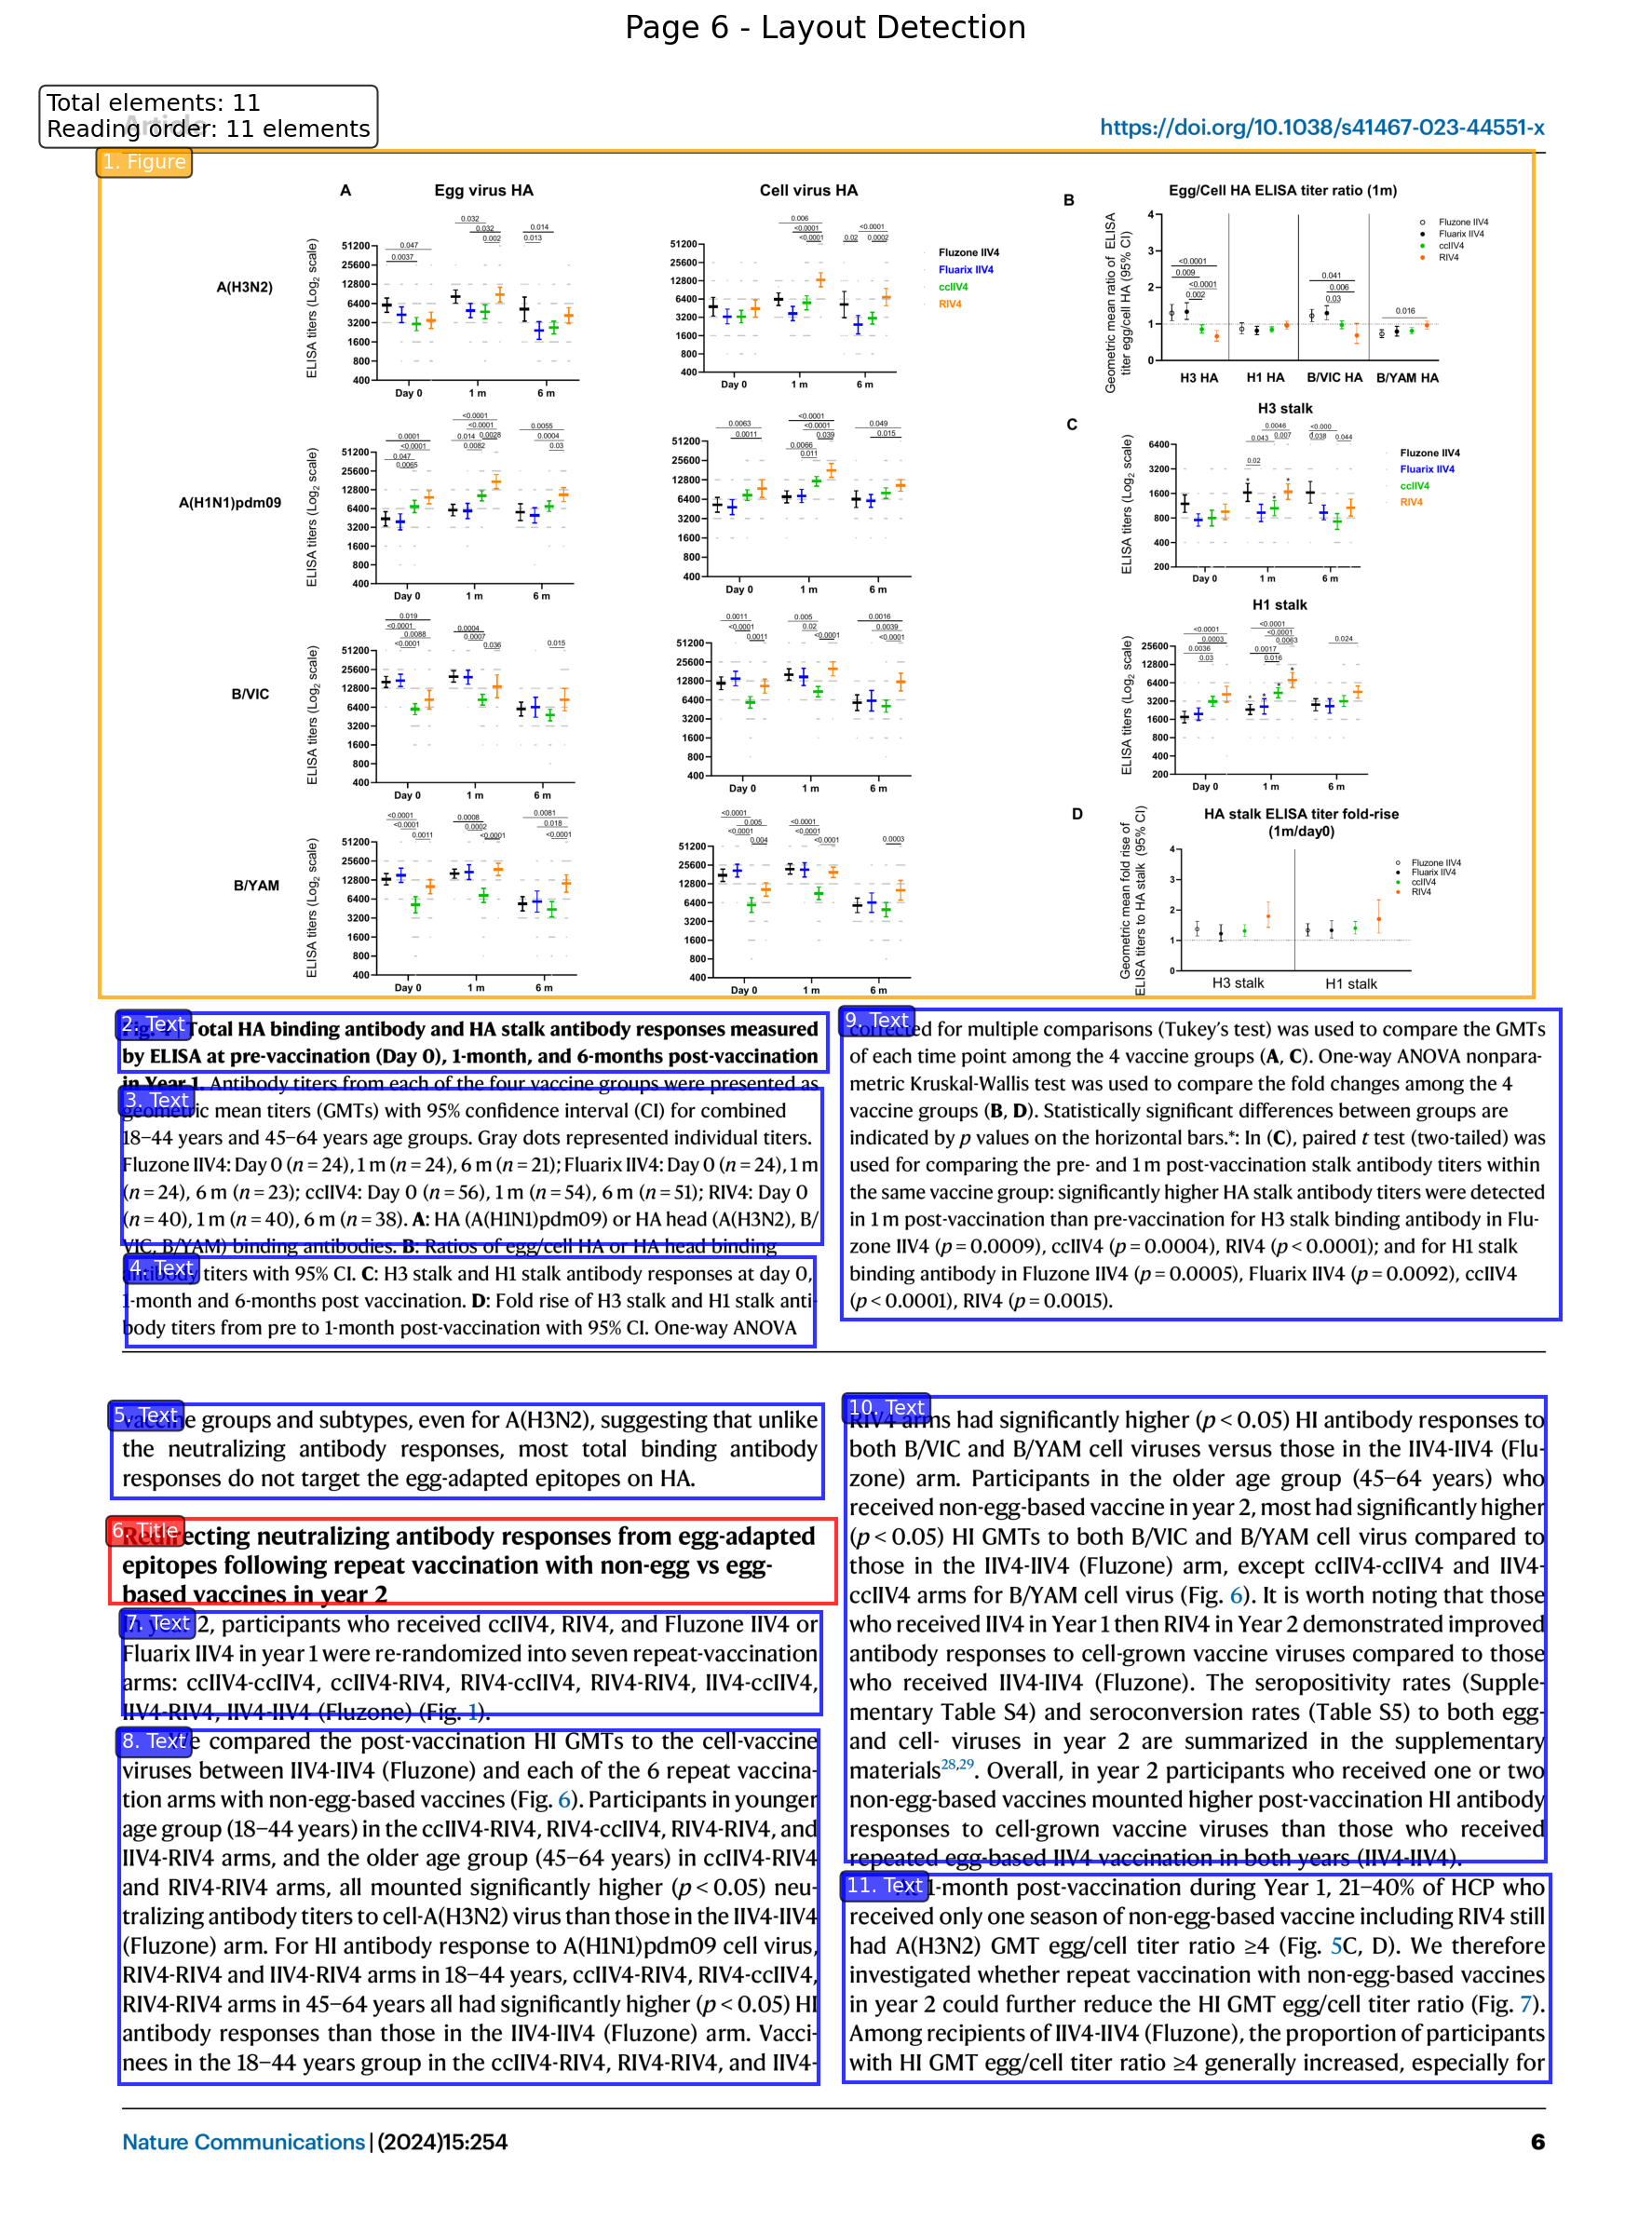 Page 6 - Layout Detection
Total elements: 11
Reading order: 11 elements
Article
https://doi.org/10.1038/s41467-023-44551-x
1. Figure
A
Egg virus HA
Cell virus HA
B
Egg/Cell HA ELISA titer ratio (1m)
A(H3N2)
A(H1N1)pdm09
B/VIC
B/YAM
ELISA titers (Log2 scale)
Day 0 1 m 6 m
Fluzone IIV4
Fluarix IIV4
ccIIV4
RIV4
Geometric mean ratio of ELISA
titer egg/cell HA (95% CI)
H3 HA H1 HA B/VIC HA B/YAM HA
C
H3 stalk
H1 stalk
D
HA stalk ELISA titer fold-rise
(1m/day0)
Geometric mean fold rise of
ELISA titers to HA stalk (95% CI)
H3 stalk H1 stalk
2. Text
Total HA binding antibody and HA stalk antibody responses measured
by ELISA at pre-vaccination (Day 0), 1-month, and 6-months post-vaccination
in Year 1. Antibody titers from each of the four vaccine groups were presented as
3. Text
geometric mean titers (GMTs) with 95% confidence interval (CI) for combined
18–44 years and 45–64 years age groups. Gray dots represented individual titers.
Fluzone IIV4: Day 0 (n = 24), 1 m (n = 24), 6 m (n = 21); Fluarix IIV4: Day 0 (n = 24), 1 m
(n = 24), 6 m (n = 23); ccIIV4: Day 0 (n = 56), 1 m (n = 54), 6 m (n = 51); RIV4: Day 0
(n = 40), 1 m (n = 40), 6 m (n = 38). A: HA (A(H1N1)pdm09) or HA head (A(H3N2), B/
VIC, B/YAM) binding antibodies. B: Ratios of egg/cell HA or HA head binding
4. Text
antibody titers with 95% CI. C: H3 stalk and H1 stalk antibody responses at day 0,
1-month and 6-months post vaccination. D: Fold rise of H3 stalk and H1 stalk anti-
body titers from pre to 1-month post-vaccination with 95% CI. One-way ANOVA
9. Text
corrected for multiple comparisons (Tukey's test) was used to compare the GMTs
of each time point among the 4 vaccine groups (A, C). One-way ANOVA nonpara-
metric Kruskal-Wallis test was used to compare the fold changes among the 4
vaccine groups (B, D). Statistically significant differences between groups are
indicated by p values on the horizontal bars.*: In (C), paired t test (two-tailed) was
used for comparing the pre- and 1 m post-vaccination stalk antibody titers within
the same vaccine group: significantly higher HA stalk antibody titers were detected
in 1 m post-vaccination than pre-vaccination for H3 stalk binding antibody in Flu-
zone IIV4 (p = 0.0009), ccIIV4 (p = 0.0004), RIV4 (p < 0.0001); and for H1 stalk
binding antibody in Fluzone IIV4 (p = 0.0005), Fluarix IIV4 (p = 0.0092), ccIIV4
(p < 0.0001), RIV4 (p = 0.0015).
5. Text
vaccine groups and subtypes, even for A(H3N2), suggesting that unlike
the neutralizing antibody responses, most total binding antibody
responses do not target the egg-adapted epitopes on HA.
6. Title
Redirecting neutralizing antibody responses from egg-adapted
epitopes following repeat vaccination with non-egg vs egg-
based vaccines in year 2
7. Text
In year 2, participants who received ccIIV4, RIV4, and Fluzone IIV4 or
Fluarix IIV4 in year 1 were re-randomized into seven repeat-vaccination
arms: ccIIV4-ccIIV4, ccIIV4-RIV4, RIV4-ccIIV4, RIV4-RIV4, IIV4-ccIIV4,
IIV4-RIV4, IIV4-IIV4 (Fluzone) (Fig. 1).
8. Text
We compared the post-vaccination HI GMTs to the cell-vaccine
viruses between IIV4-IIV4 (Fluzone) and each of the 6 repeat vaccina-
tion arms with non-egg-based vaccines (Fig. 6). Participants in younger
age group (18–44 years) in the ccIIV4-RIV4, RIV4-ccIIV4, RIV4-RIV4, and
IIV4-RIV4 arms, and the older age group (45–64 years) in ccIIV4-RIV4
and RIV4-RIV4 arms, all mounted significantly higher (p < 0.05) neu-
tralizing antibody titers to cell-A(H3N2) virus than those in the IIV4-IIV4
(Fluzone) arm. For HI antibody response to A(H1N1)pdm09 cell virus,
RIV4-RIV4 and IIV4-RIV4 arms in 18–44 years, ccIIV4-RIV4, RIV4-ccIIV4,
RIV4-RIV4 arms in 45–64 years all had significantly higher (p < 0.05) HI
antibody responses than those in the IIV4-IIV4 (Fluzone) arm. Vacci-
nees in the 18–44 years group in the ccIIV4-RIV4, RIV4-RIV4, and IIV4-
10. Text
RIV4 arms had significantly higher (p < 0.05) HI antibody responses to
both B/VIC and B/YAM cell viruses versus those in the IIV4-IIV4 (Flu-
zone) arm. Participants in the older age group (45–64 years) who
received non-egg-based vaccine in year 2, most had significantly higher
(p < 0.05) HI GMTs to both B/VIC and B/YAM cell virus compared to
those in the IIV4-IIV4 (Fluzone) arm, except ccIIV4-ccIIV4 and IIV4-
ccIIV4 arms for B/YAM cell virus (Fig. 6). It is worth noting that those
who received IIV4 in Year 1 then RIV4 in Year 2 demonstrated improved
antibody responses to cell-grown vaccine viruses compared to those
who received IIV4-IIV4 (Fluzone). The seropositivity rates (Supple-
mentary Table S4) and seroconversion rates (Table S5) to both egg-
and cell- viruses in year 2 are summarized in the supplementary
materials28,29. Overall, in year 2 participants who received one or two
non-egg-based vaccines mounted higher post-vaccination HI antibody
responses to cell-grown vaccine viruses than those who received
repeated egg-based IIV4 vaccination in both years (IIV4-IIV4).
11. Text
1-month post-vaccination during Year 1, 21–40% of HCP who
received only one season of non-egg-based vaccine including RIV4 still
had A(H3N2) GMT egg/cell titer ratio ≥4 (Fig. 5C, D). We therefore
investigated whether repeat vaccination with non-egg-based vaccines
in year 2 could further reduce the HI GMT egg/cell titer ratio (Fig. 7).
Among recipients of IIV4-IIV4 (Fluzone), the proportion of participants
with HI GMT egg/cell titer ratio ≥4 generally increased, especially for
Nature Communications | (2024)15:254
6